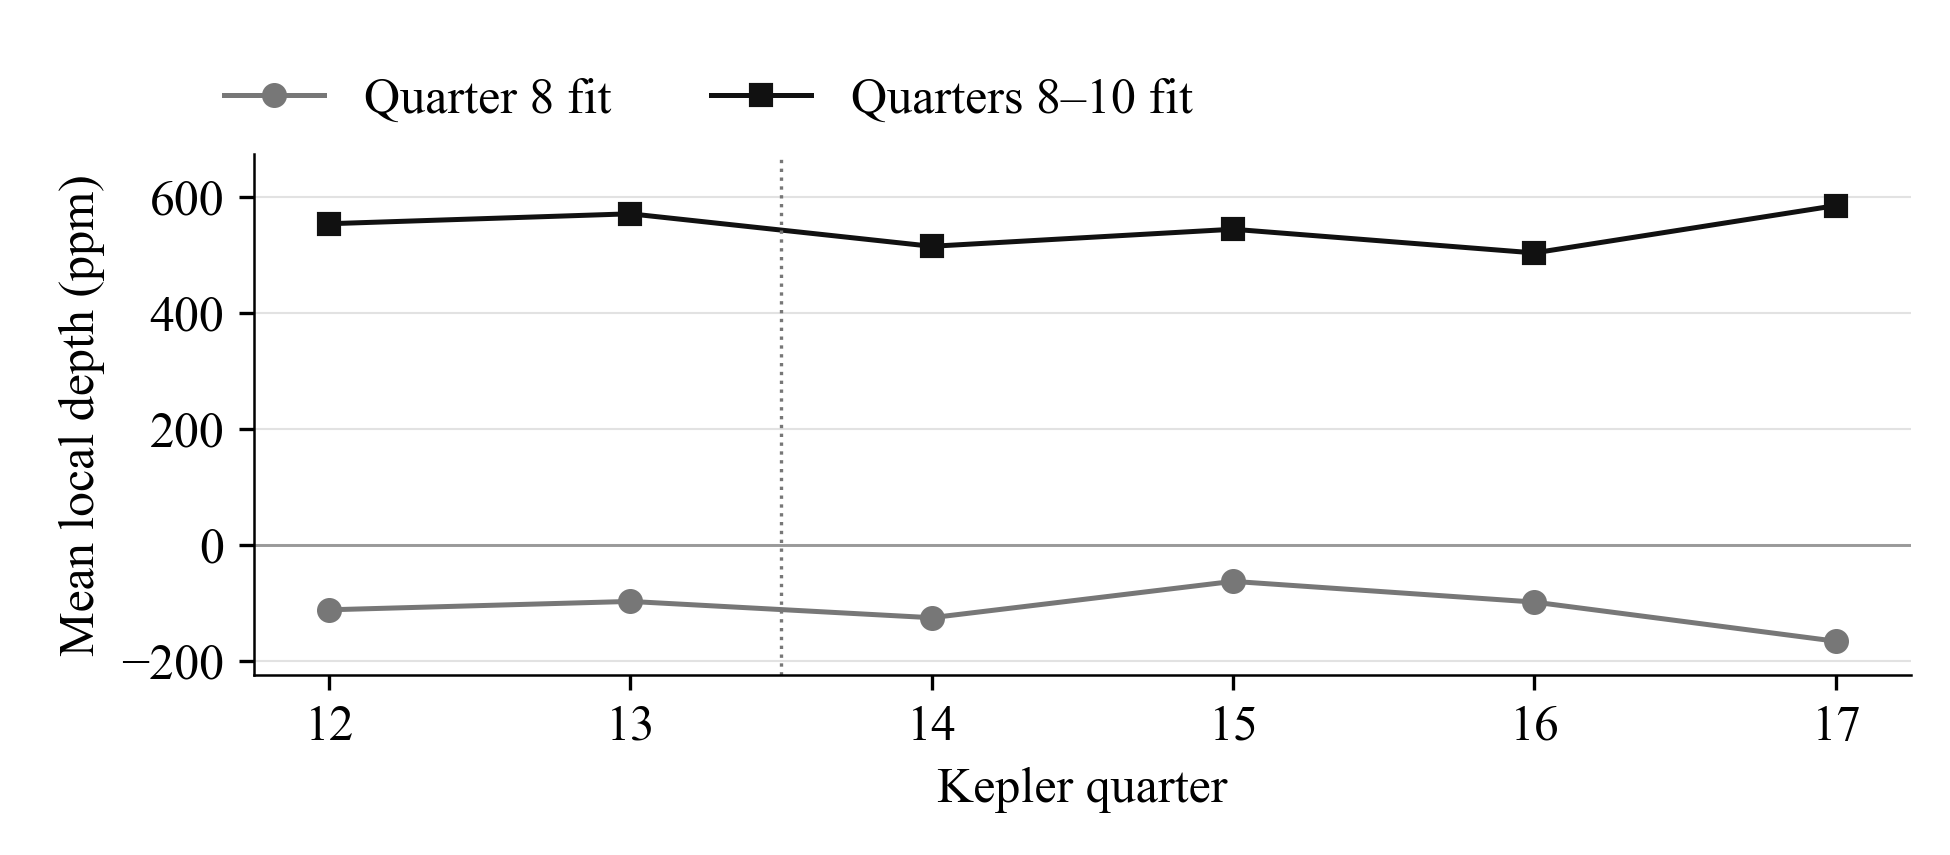 Quarter 8 fit
Quarters 8–10 fit
Mean local depth (ppm)
600
400
200
0
−200
12 13 14 15 16 17
Kepler quarter